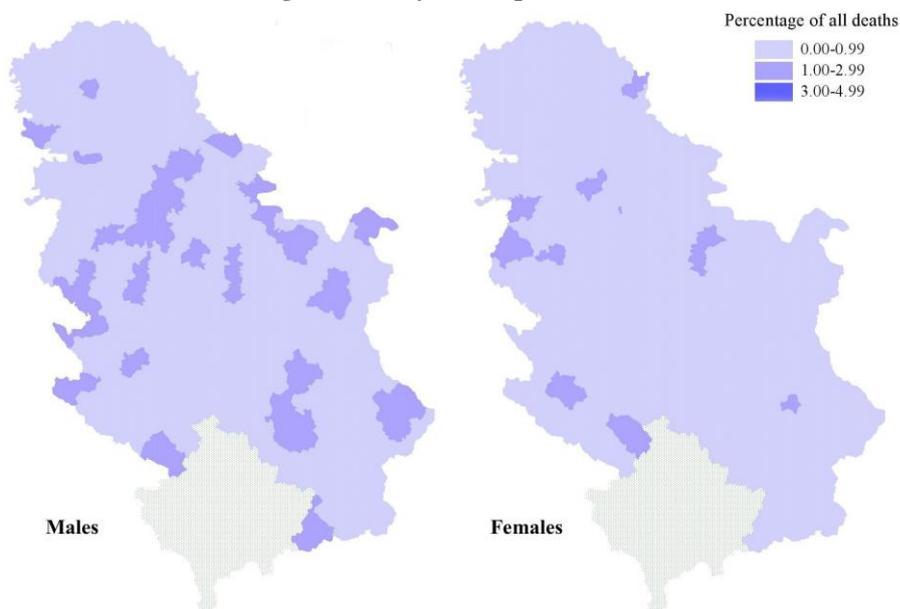 Percentage of all deaths
0.00-0.99
1.00-2.99
3.00-4.99
Males
Females